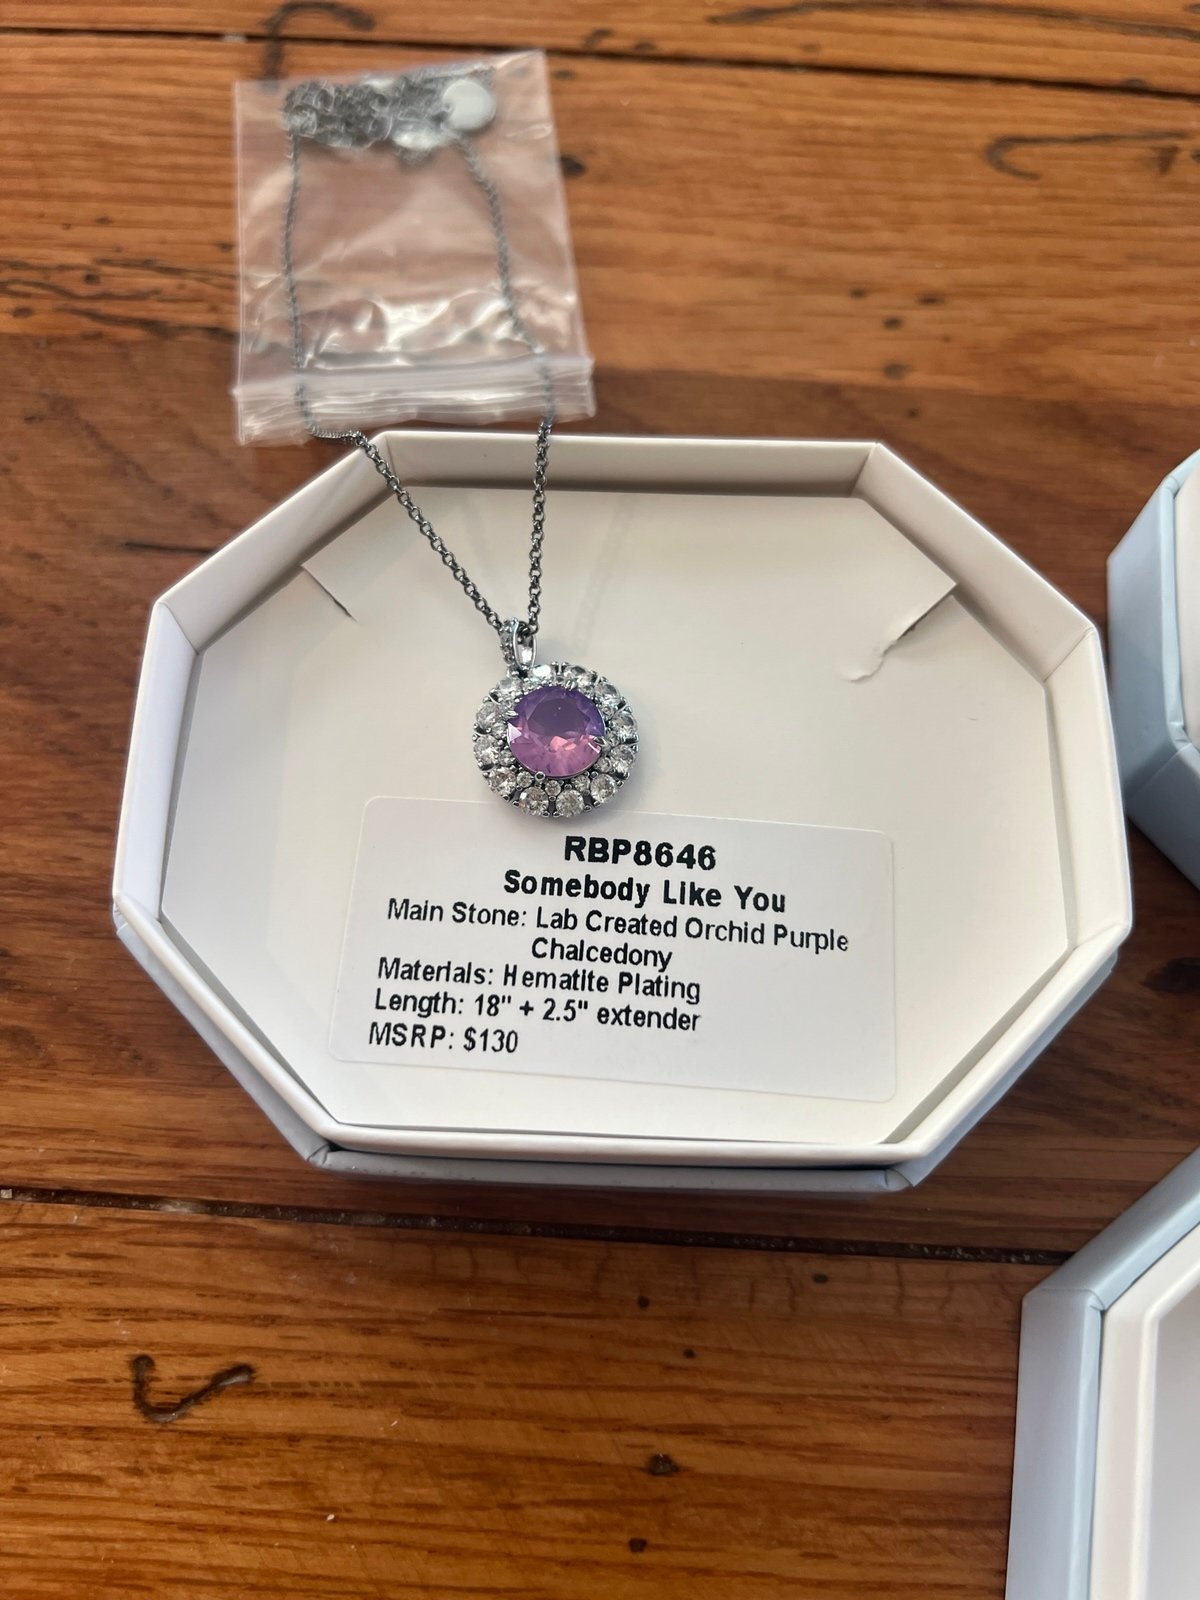 RBP8646
Somebody Like You
Main Stone: Lab Created Orchid Purple
Chalcedony
Materials: Hematite Plating
Length: 18" + 2.5" extender
MSRP: $130